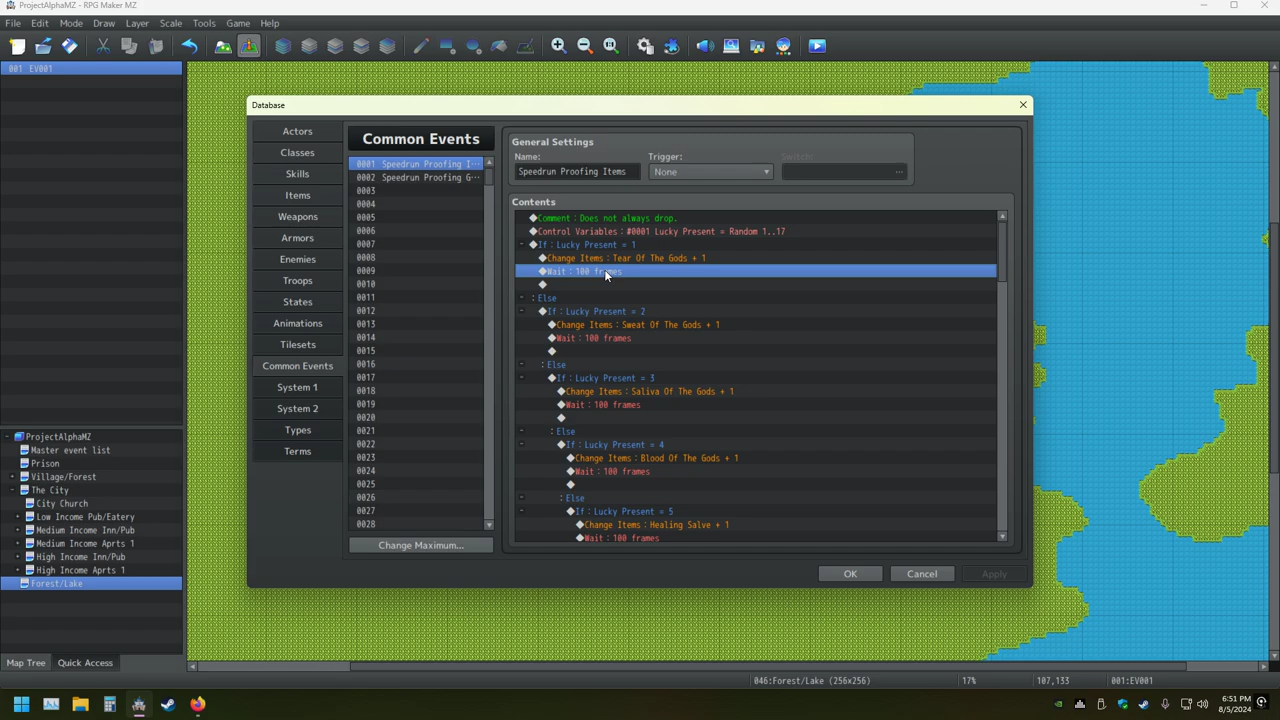 ProjectAlphaMZ - RPG Maker MZ
File Edit Mode Draw Layer Scale Tools Game Help
001 EV001
Database
Actors
Classes
Skills
Items
Weapons
Armors
Enemies
Troops
States
Animations
Tilesets
Common Events
System 1
System 2
Types
Terms
Common Events
0001 Speedrun Proofing I···
0002 Speedrun Proofing G···
0003
0004
0005
0006
0007
0008
0009
0010
0011
0012
0013
0014
0015
0016
0017
0018
0019
0020
0021
0022
0023
0024
0025
0026
0027
0028
Change Maximum...
General Settings
Name: Trigger: Switch:
Speedrun Proofing Items None ...
Contents
◆Comment：Does not always drop.
◆Control Variables：#0001 Lucky Present = Random 1..17
◆If：Lucky Present = 1
◆Change Items：Tear Of The Gods + 1
◆Wait：100 frames
◆
：Else
◆If：Lucky Present = 2
◆Change Items：Sweat Of The Gods + 1
◆Wait：100 frames
◆
：Else
◆If：Lucky Present = 3
◆Change Items：Saliva Of The Gods + 1
◆Wait：100 frames
◆
：Else
◆If：Lucky Present = 4
◆Change Items：Blood Of The Gods + 1
◆Wait：100 frames
◆
：Else
◆If：Lucky Present = 5
◆Change Items：Healing Salve + 1
◆Wait：100 frames
OK Cancel Apply
ProjectAlphaMZ
Master event list
Prison
Village/Forest
The City
City Church
Low Income Pub/Eatery
Medium Income Inn/Pub
Medium Income Aprts 1
High Income Inn/Pub
High Income Aprts 1
Forest/Lake
Map Tree Quick Access
046:Forest/Lake (256x256) 17% 107,133 001:EV001
6:51 PM
8/5/2024